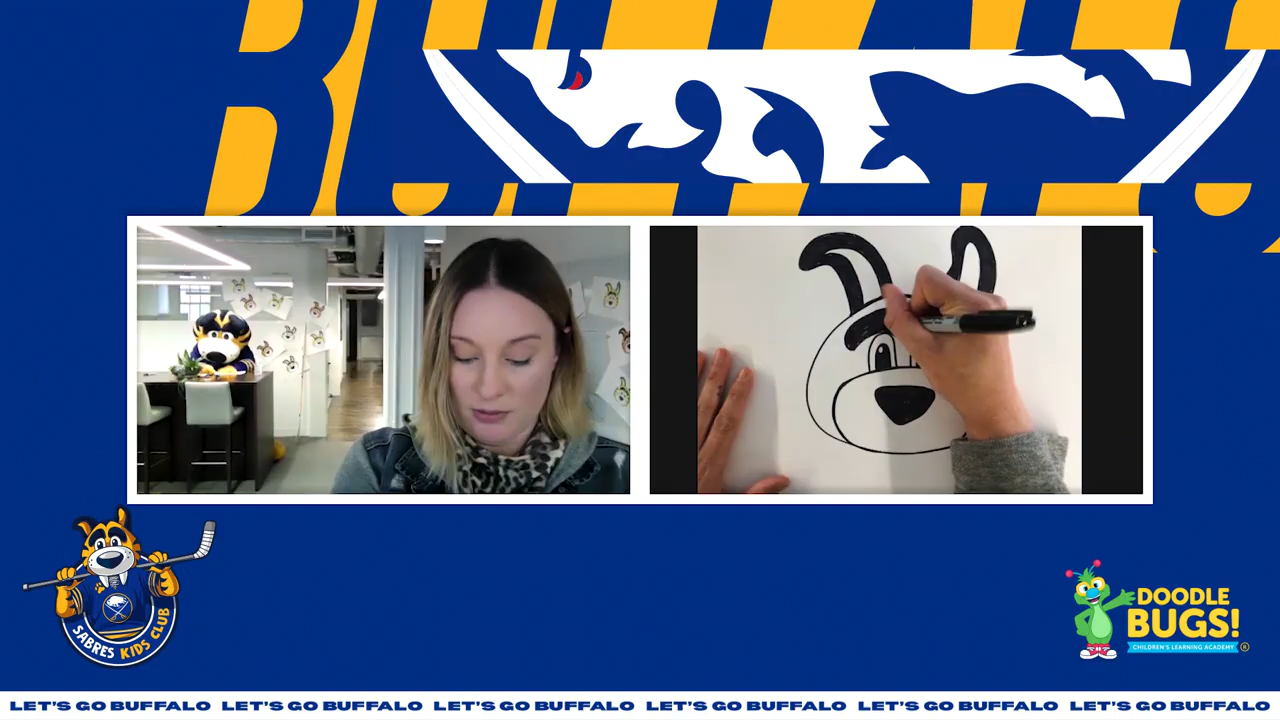 BUFFALO
SABRES KIDS CLUB
DOODLE
BUGS!
CHILDREN'S LEARNING ACADEMY ®
LET'S GO BUFFALO LET'S GO BUFFALO LET'S GO BUFFALO LET'S GO BUFFALO LET'S GO BUFFALO LET'S GO BUFFALO